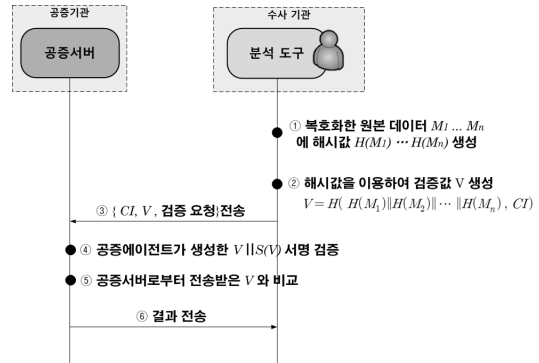 공증기관
수사 기관
공증서버
분석 도구
① 복호화한 원본 데이터 M1 ... Mn
에 해시값 H(M1) ⋯ H(Mn) 생성
② 해시값을 이용하여 검증값 V 생성
V = H( H(M₁)||H(M₂)|| ⋯ ||H(Mₙ) , CI)
③ { CI, V , 검증 요청}전송
④ 공증에이전트가 생성한 V ||S(V) 서명 검증
⑤ 공증서버로부터 전송받은 V 와 비교
⑥ 결과 전송